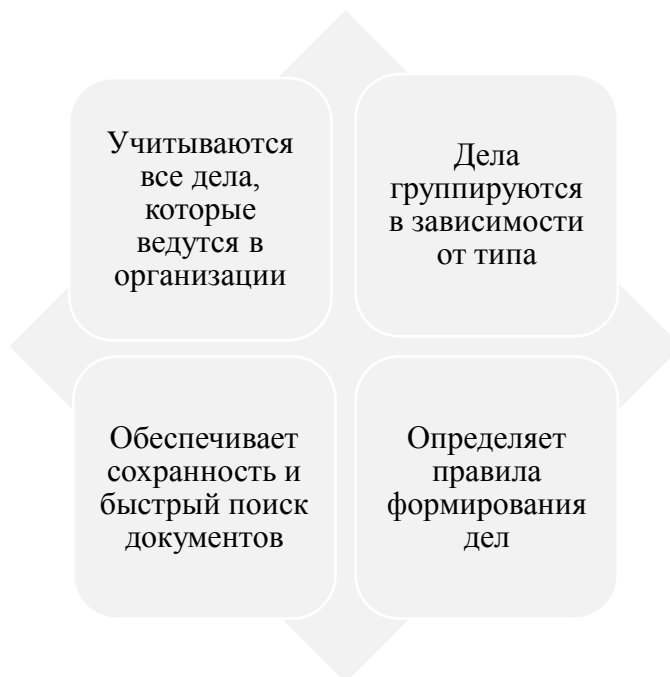 Учитываются
все дела,
которые
ведутся в
организации
Дела
группируются
в зависимости
от типа
Обеспечивает
сохранность и
быстрый поиск
документов
Определяет
правила
формирования
дел